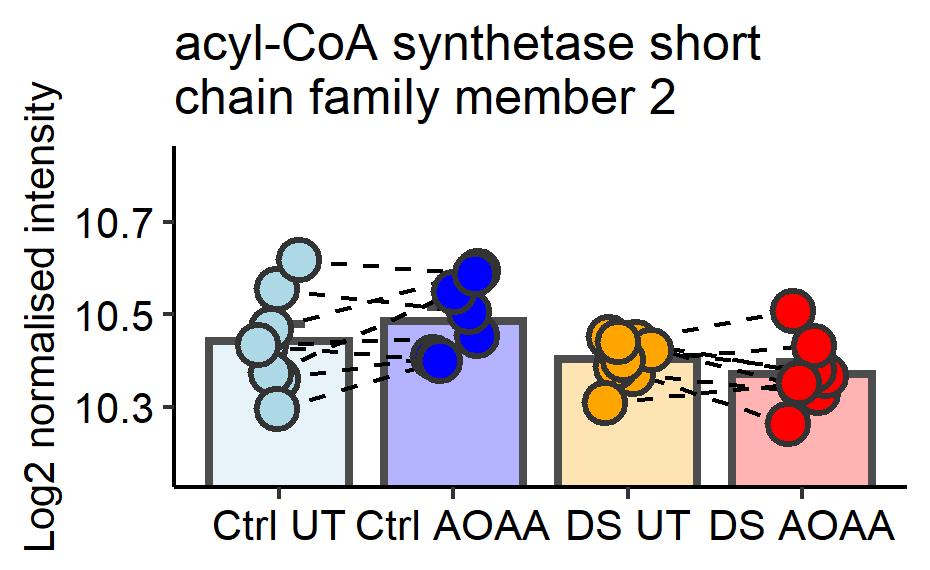 acyl-CoA synthetase short
chain family member 2
Log2 normalised intensity
10.7
10.5
10.3
Ctrl UT Ctrl AOAA DS UT DS AOAA